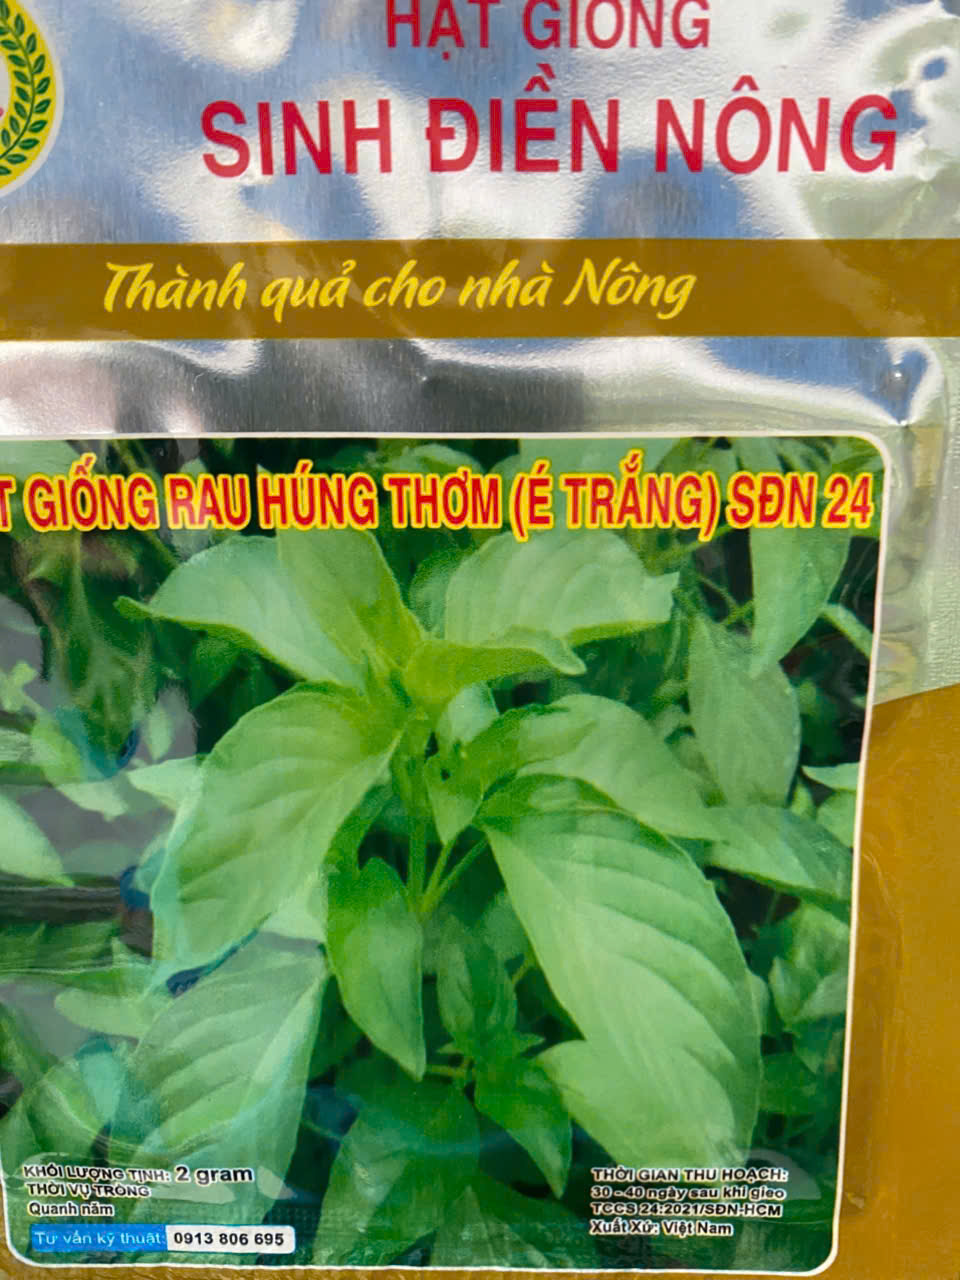 HẠT GIỐNG
SINH ĐIỀN NÔNG
Thành quả cho nhà Nông
T GIỐNG RAU HÚNG THƠM (É TRẮNG) SĐN 24
KHỐI LƯỢNG TỊNH: 2 gram
THỜI VỤ TRỒNG
Quanh năm
Tư vấn kỹ thuật: 0913 806 695
THỜI GIAN THU HOẠCH:
30 - 40 ngày sau khi gieo
TCCS 24:2021/SĐN-HCM
Xuất Xứ: Việt Nam